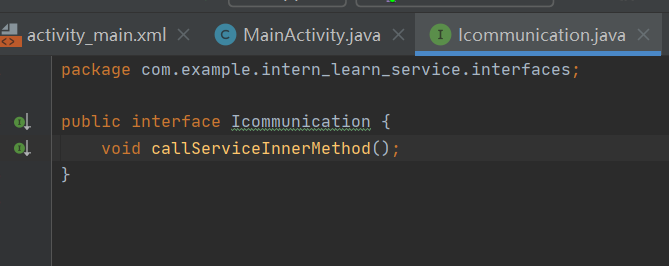 activity_main.xml
MainActivity.java
Icommunication.java
package com.example.intern_learn_service.interfaces;
public interface Icommunication {
void callServiceInnerMethod();
}